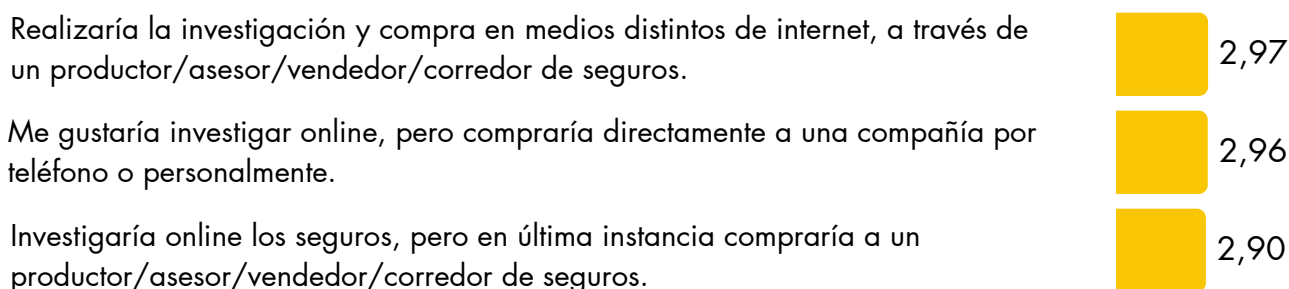 Realizaría la investigación y compra en medios distintos de internet, a través de
un productor/asesor/vendedor/corredor de seguros.
2,97
Me gustaría investigar online, pero compraría directamente a una compañía por
teléfono o personalmente.
2,96
Investigaría online los seguros, pero en última instancia compraría a un
productor/asesor/vendedor/corredor de seguros.
2,90